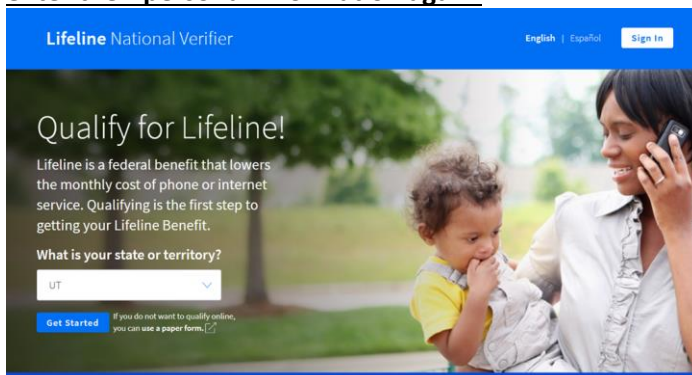 Lifeline National Verifier
English | Español
Sign In
Qualify for Lifeline!
Lifeline is a federal benefit that lowers
the monthly cost of phone or internet
service. Qualifying is the first step to
getting your Lifeline Benefit.
What is your state or territory?
UT
Get Started
If you do not want to qualify online,
you can use a paper form.